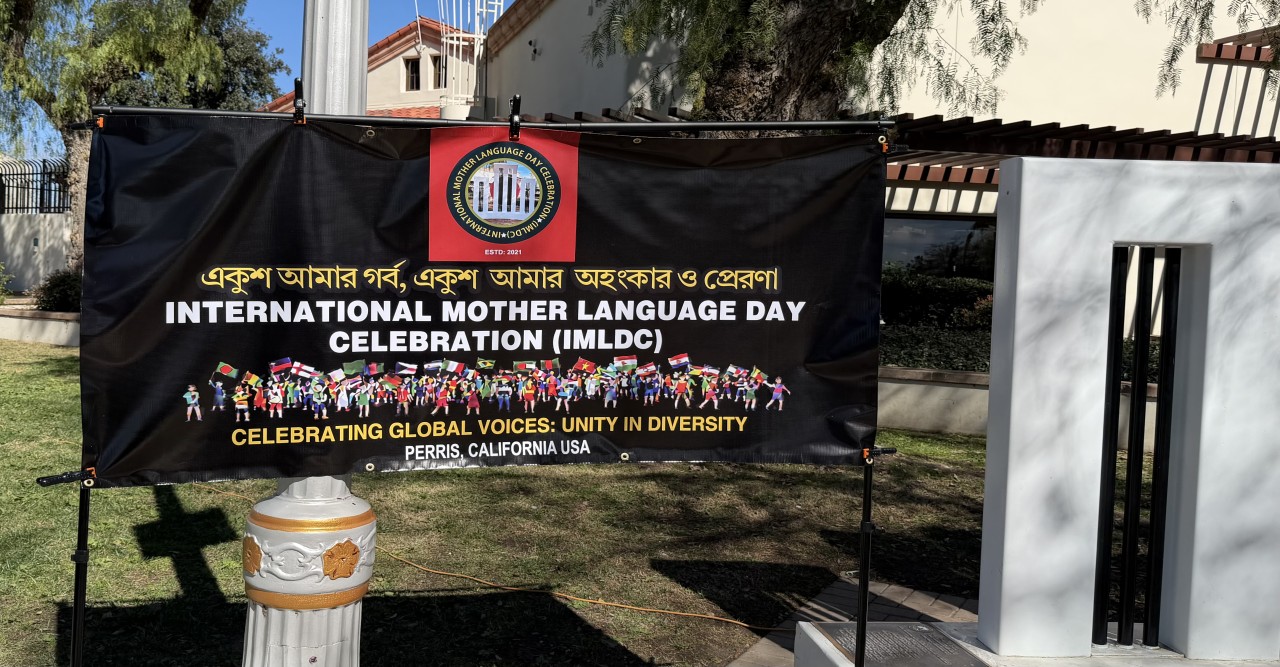 INTERNATIONAL MOTHER LANGUAGE DAY CELEBRATION
★(IMLDC)★
ESTD: 2021
একুশ আমার গর্ব, একুশ আমার অহংকার ও প্রেরণা
INTERNATIONAL MOTHER LANGUAGE DAY
CELEBRATION (IMLDC)
CELEBRATING GLOBAL VOICES: UNITY IN DIVERSITY
PERRIS, CALIFORNIA USA